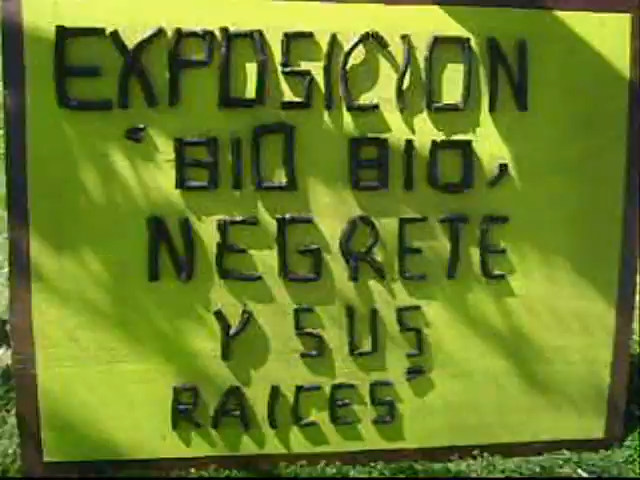 EXPOSICION
"BIO BIO,
NEGRETE
Y SUS
RAICES"